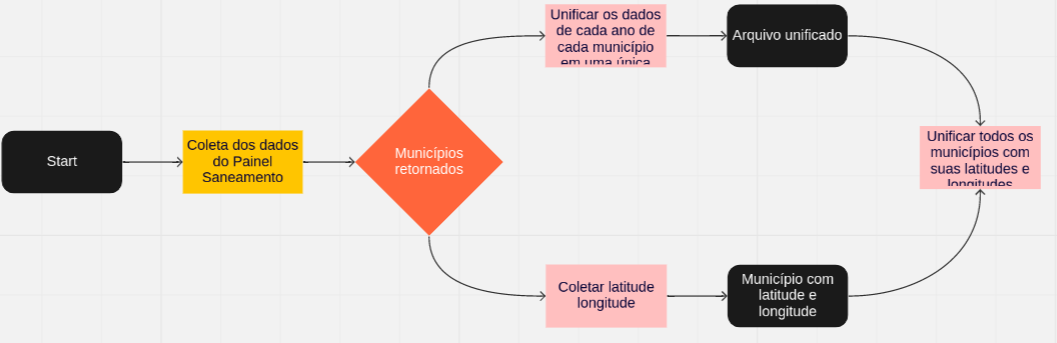 Start
Coleta dos dados
do Painel
Saneamento
Municípios
retornados
Unificar os dados
de cada ano de
cada município
em uma única
Arquivo unificado
Coletar latitude
longitude
Município com
latitude e
longitude
Unificar todos os
municípios com
suas latitudes e
longitudes